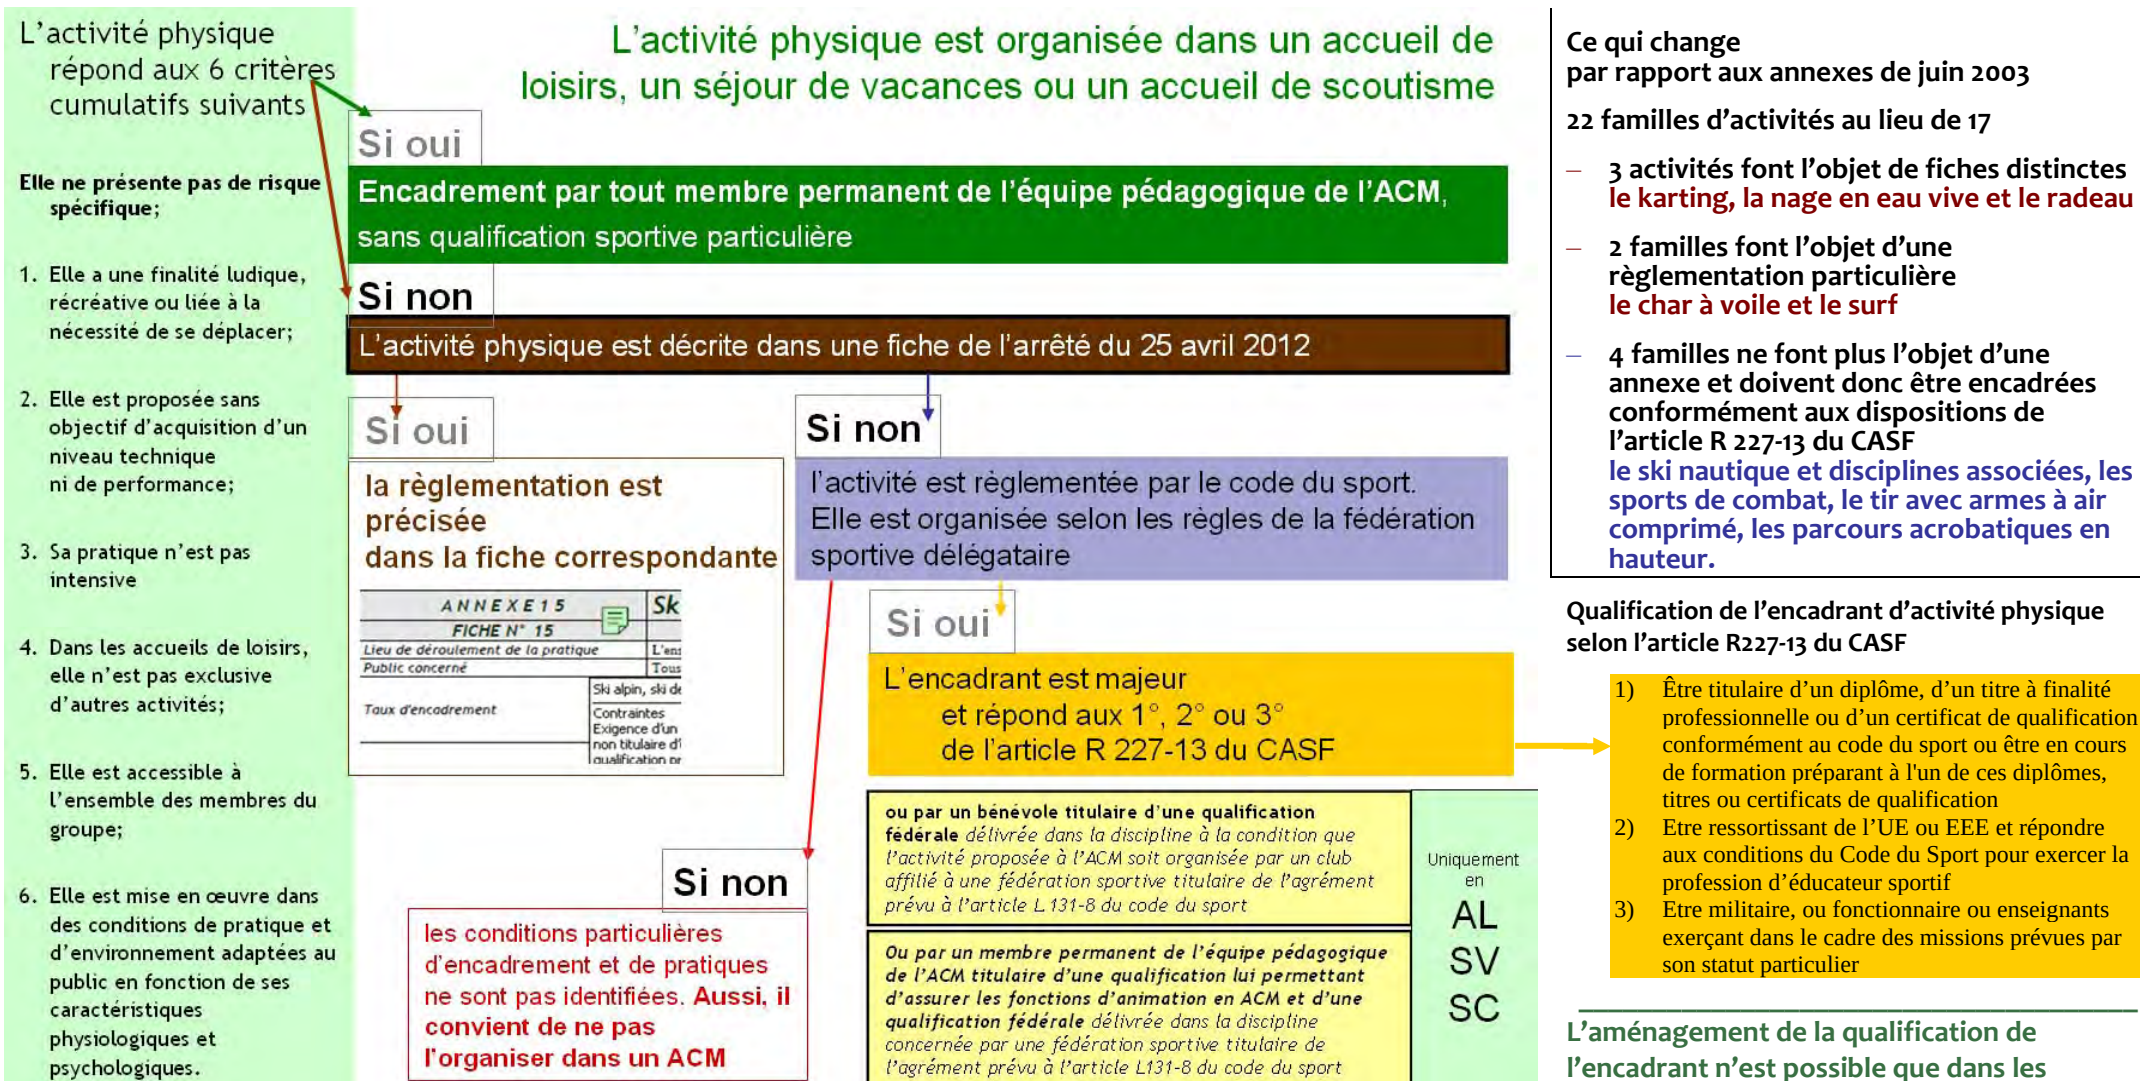 L'activité physique
répond aux 6 critères
cumulatifs suivants
Elle ne présente pas de risque
spécifique;
1. Elle a une finalité ludique,
récréative ou liée à la
nécessité de se déplacer;
2. Elle est proposée sans
objectif d'acquisition d'un
niveau technique
ni de performance;
3. Sa pratique n'est pas
intensive
4. Dans les accueils de loisirs,
elle n'est pas exclusive
d'autres activités;
5. Elle est accessible à
l'ensemble des membres du
groupe;
6. Elle est mise en œuvre dans
des conditions de pratique et
d'environnement adaptées au
public en fonction de ses
caractéristiques
physiologiques et
psychologiques.
L'activité physique est organisée dans un accueil de
loisirs, un séjour de vacances ou un accueil de scoutisme
Si oui
Encadrement par tout membre permanent de l'équipe pédagogique de l'ACM,
sans qualification sportive particulière
Si non
L'activité physique est décrite dans une fiche de l'arrêté du 25 avril 2012
Si oui
la règlementation est
précisée
dans la fiche correspondante
ANNEXE 15
Sk
FICHE N° 15
Lieu de déroulement de la pratique
L'ens
Public concerné
Tous
Taux d'encadrement
Ski alpin, ski de
Contraintes
Exigence d'un
non titulaire d'
qualification pr
Si non
l'activité est règlementée par le code du sport.
Elle est organisée selon les règles de la fédération
sportive délégataire
Si oui
L'encadrant est majeur
et répond aux 1°, 2° ou 3°
de l'article R 227-13 du CASF
ou par un bénévole titulaire d'une qualification
fédérale délivrée dans la discipline à la condition que
l'activité proposée à l'ACM soit organisée par un club
affilié à une fédération sportive titulaire de l'agrément
prévu à l'article L 131-8 du code du sport
Ou par un membre permanent de l'équipe pédagogique
de l'ACM titulaire d'une qualification lui permettant
d'assurer les fonctions d'animation en ACM et d'une
qualification fédérale délivrée dans la discipline
concernée par une fédération sportive titulaire de
l'agrément prévu à l'article L131-8 du code du sport
Uniquement
en
AL
SV
SC
Si non
les conditions particulières
d'encadrement et de pratiques
ne sont pas identifiées. Aussi, il
convient de ne pas
l'organiser dans un ACM
Ce qui change
par rapport aux annexes de juin 2003
22 familles d'activités au lieu de 17
– 3 activités font l'objet de fiches distinctes
le karting, la nage en eau vive et le radeau
– 2 familles font l'objet d'une
règlementation particulière
le char à voile et le surf
– 4 familles ne font plus l'objet d'une
annexe et doivent donc être encadrées
conformément aux dispositions de
l'article R 227-13 du CASF
le ski nautique et disciplines associées, les
sports de combat, le tir avec armes à air
comprimé, les parcours acrobatiques en
hauteur.
Qualification de l'encadrant d'activité physique
selon l'article R227-13 du CASF
1) Être titulaire d'un diplôme, d'un titre à finalité
professionnelle ou d'un certificat de qualification
conformément au code du sport ou être en cours
de formation préparant à l'un de ces diplômes,
titres ou certificats de qualification
2) Etre ressortissant de l'UE ou EEE et répondre
aux conditions du Code du Sport pour exercer la
profession d'éducateur sportif
3) Etre militaire, ou fonctionnaire ou enseignants
exerçant dans le cadre des missions prévues par
son statut particulier
L'aménagement de la qualification de
l'encadrant n'est possible que dans les